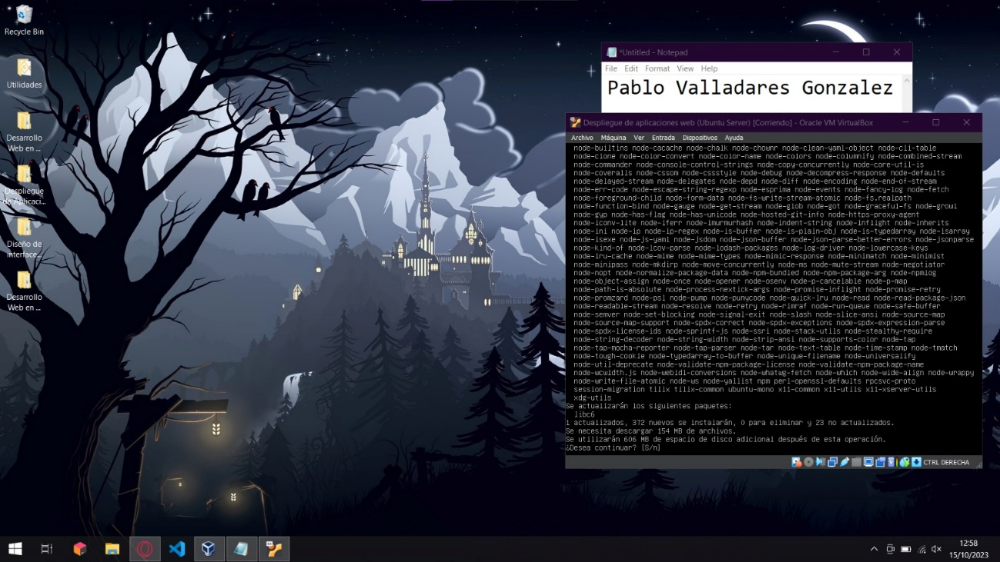 Recycle Bin
Utilidades
Desarrollo
Web en ...
Despliegue
de Aplicaci...
Diseño de
interface...
Desarrollo
Web en ...
*Untitled - Notepad
File Edit Format View Help
Pablo Valladares Gonzalez
Despliegue de aplicaciones web (Ubuntu Server) [Corriendo] - Oracle VM VirtualBox
Archivo Máquina Ver Entrada Dispositivos Ayuda
node-builtins node-cacache node-chalk node-chownr node-clean-yaml-object node-cli-table
node-clone node-color-convert node-color-name node-colors node-columnify node-combined-stream
node-commander node-console-control-strings node-copy-concurrently node-core-util-is
node-coveralls node-cssom node-cssstyle node-debug node-decompress-response node-defaults
node-delayed-stream node-delegates node-depd node-diff node-encoding node-end-of-stream
node-err-code node-escape-string-regexp node-esprima node-events node-fancy-log node-fetch
node-foreground-child node-form-data node-fs-write-stream-atomic node-fs.realpath
node-function-bind node-gauge node-get-stream node-glob node-got node-graceful-fs node-growl
node-gyp node-has-flag node-has-unicode node-hosted-git-info node-https-proxy-agent
node-iconv-lite node-iferr node-imurmurhash node-indent-string node-inflight node-inherits
node-ini node-ip node-ip-regex node-is-buffer node-is-plain-obj node-is-typedarray node-isarray
node-isexe node-js-yaml node-jsdom node-json-buffer node-json-parse-better-errors node-jsonparse
node-kind-of node-lcov-parse node-lodash-packages node-log-driver node-lowercase-keys
node-lru-cache node-mime node-mime-types node-mimic-response node-minimatch node-minimist
node-minipass node-mkdirp node-move-concurrently node-ms node-mute-stream node-negotiator
node-nopt node-normalize-package-data node-npm-bundled node-npm-package-arg node-npmlog
node-object-assign node-once node-opener node-osenv node-p-cancelable node-p-map
node-path-is-absolute node-process-nextick-args node-promise-inflight node-promise-retry
node-promzard node-psl node-pump node-punycode node-quick-lru node-read node-read-package-json
node-readable-stream node-resolve node-retry node-rimraf node-run-queue node-safe-buffer
node-semver node-set-blocking node-signal-exit node-slash node-slice-ansi node-source-map
node-source-map-support node-spdx-correct node-spdx-exceptions node-spdx-expression-parse
node-spdx-license-ids node-sprintf-js node-ssri node-stack-utils node-stealthy-require
node-string-decoder node-string-width node-strip-ansi node-supports-color node-tap
node-tap-mocha-reporter node-tap-parser node-tar node-text-table node-time-stamp node-tmatch
node-tough-cookie node-typedarray-to-buffer node-unique-filename node-universalify
node-util-deprecate node-validate-npm-package-license node-validate-npm-package-name
node-wcwidth.js node-webidl-conversions node-whatwg-fetch node-which node-wide-align node-wrappy
node-write-file-atomic node-ws node-yallist npm perl-openssl-defaults rpcsvc-proto
session-migration tilix tilix-common ubuntu-mono x11-common x11-utils x11-xserver-utils
xdg-utils
Se actualizarán los siguientes paquetes:
libc6
1 actualizados, 372 nuevos se instalarán, 0 para eliminar y 23 no actualizados.
Se necesita descargar 154 MB de archivos.
Se utilizarán 606 MB de espacio de disco adicional después de esta operación.
¿Desea continuar? [S/n]
CTRL DERECHA
12:58
15/10/2023